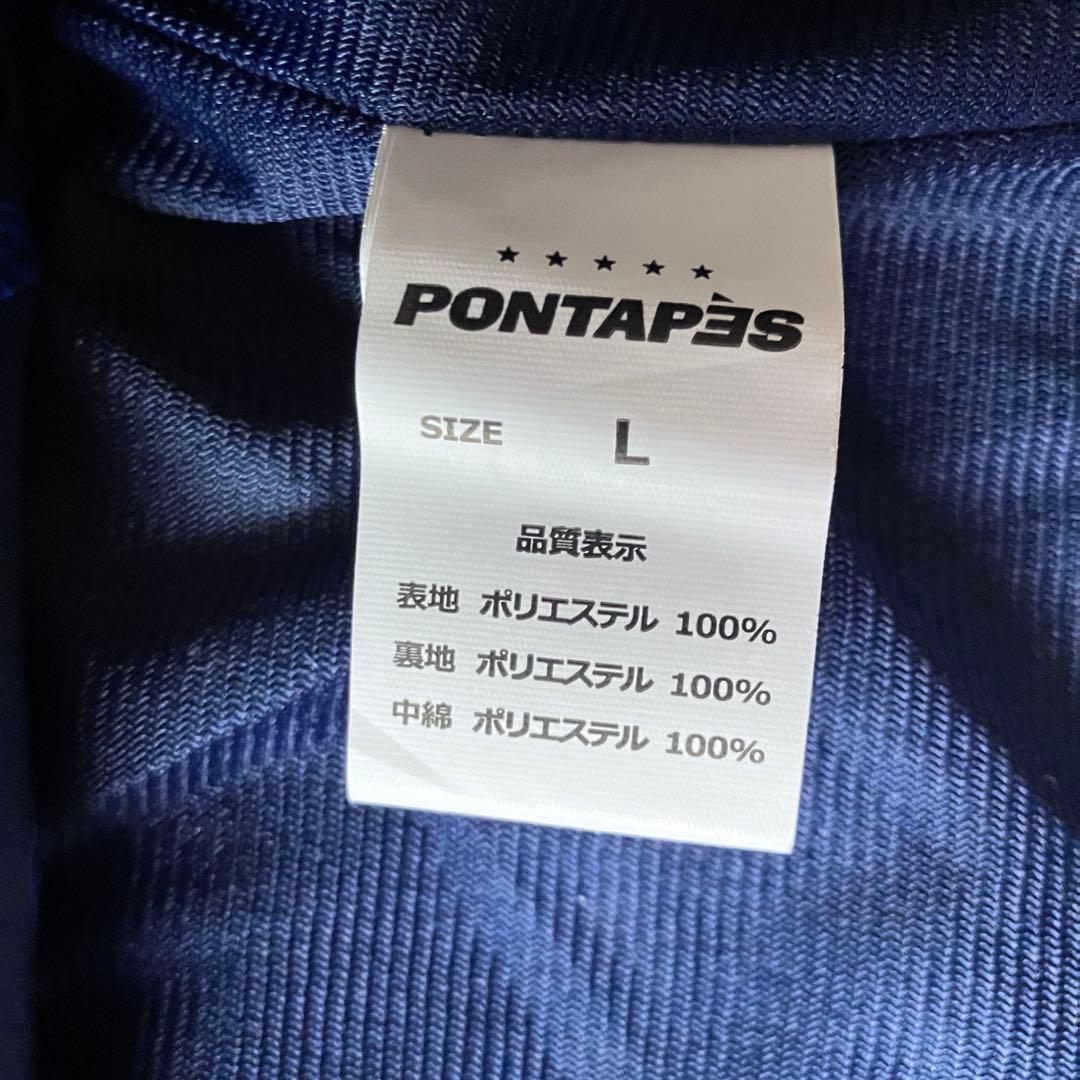 ★ ★ ★ ★ ★
PONTAPÈS
SIZE L
品質表示
表地 ポリエステル 100%
裏地 ポリエステル 100%
中綿 ポリエステル 100%